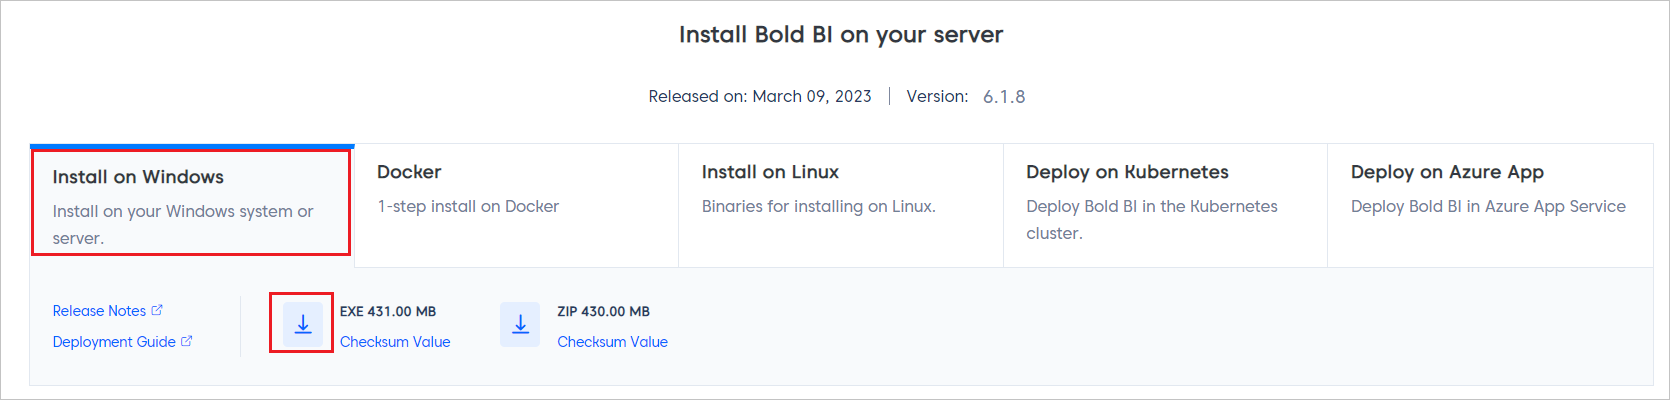 Install Bold BI on your server
Released on: March 09, 2023 | Version: 6.1.8
Install on Windows
Install on your Windows system or
server.
Docker
1-step install on Docker
Install on Linux
Binaries for installing on Linux.
Deploy on Kubernetes
Deploy Bold BI in the Kubernetes
cluster.
Deploy on Azure App
Deploy Bold BI in Azure App Service
Release Notes
Deployment Guide
EXE 431.00 MB
Checksum Value
ZIP 430.00 MB
Checksum Value